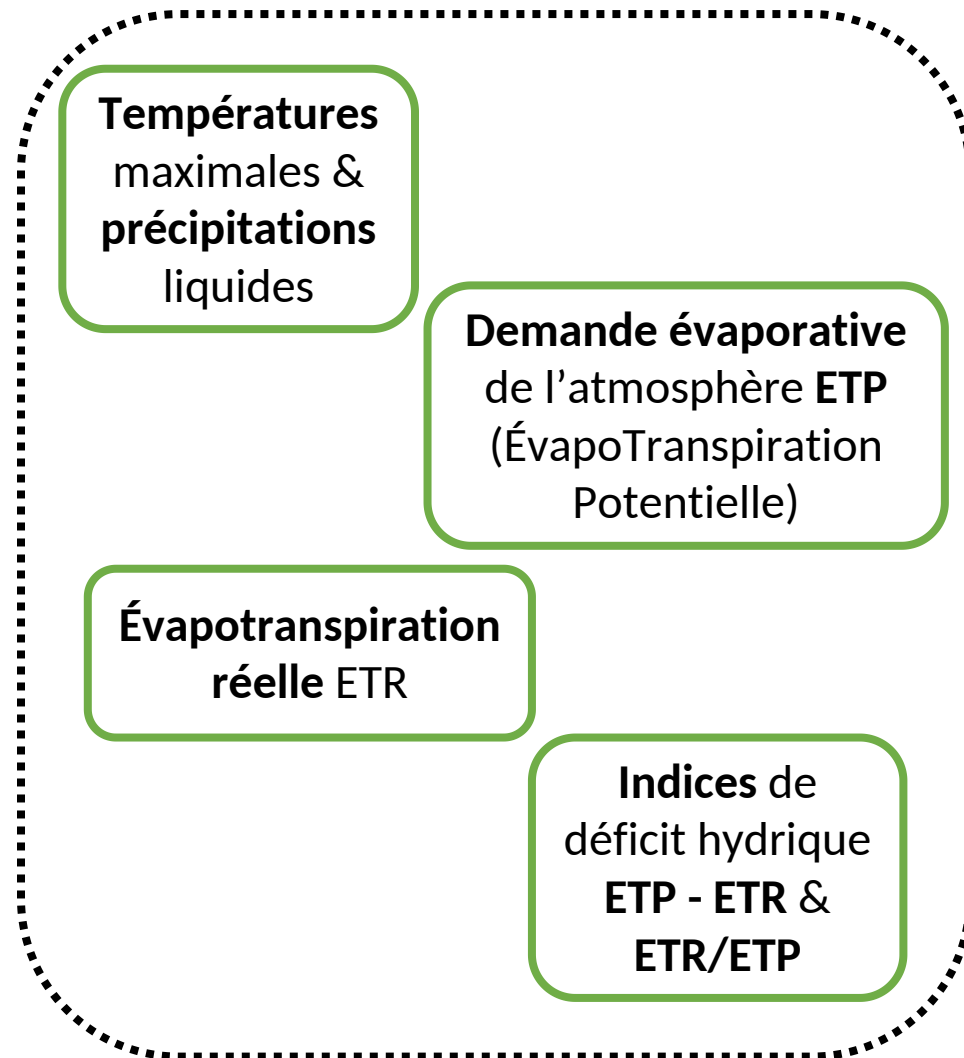 Températures
maximales &
précipitations
liquides
Demande évaporative
de l’atmosphère ETP
(ÉvapoTranspiration
Potentielle)
Évapotranspiration
réelle ETR
Indices de
déficit hydrique
ETP - ETR &
ETR/ETP